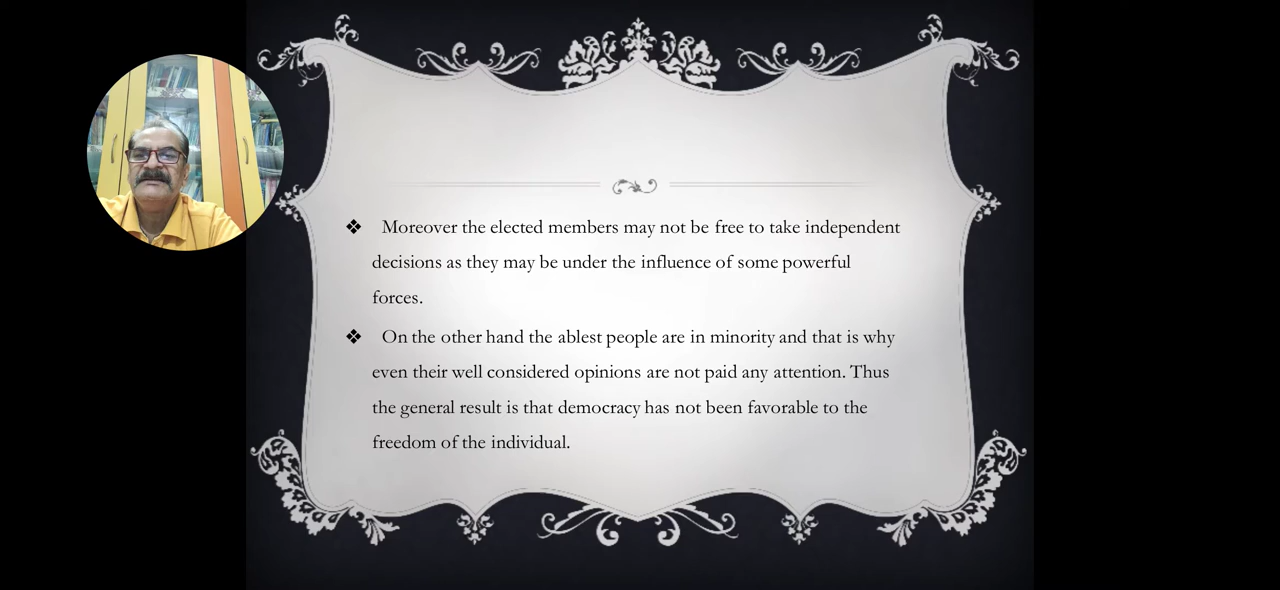 ❖ Moreover the elected members may not be free to take independent
decisions as they may be under the influence of some powerful
forces.
❖ On the other hand the ablest people are in minority and that is why
even their well considered opinions are not paid any attention. Thus
the general result is that democracy has not been favorable to the
freedom of the individual.